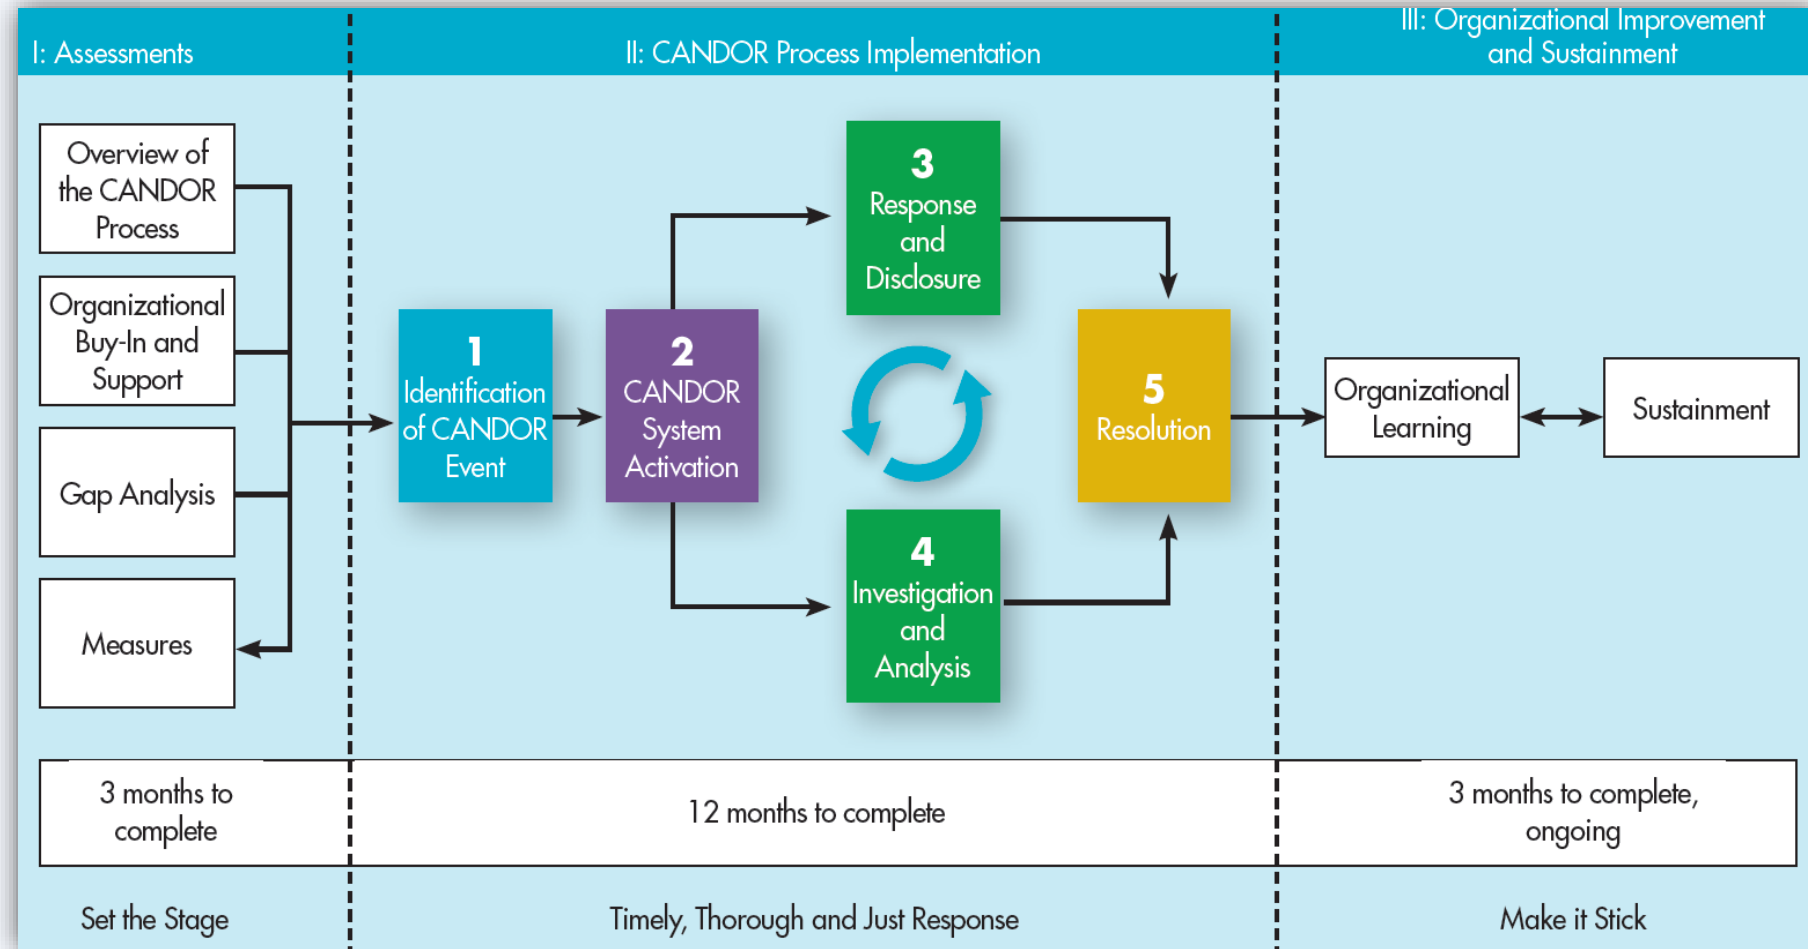 I: Assessments
II: CANDOR Process Implementation
III: Organizational Improvement
and Sustainment
Overview of
the CANDOR
Process
Organizational
Buy-In and
Support
Gap Analysis
Measures
1
Identification
of CANDOR
Event
2
CANDOR
System
Activation
3
Response
and
Disclosure
4
Investigation
and
Analysis
5
Resolution
Organizational
Learning
Sustainment
3 months to
complete
12 months to complete
3 months to complete,
ongoing
Set the Stage
Timely, Thorough and Just Response
Make it Stick